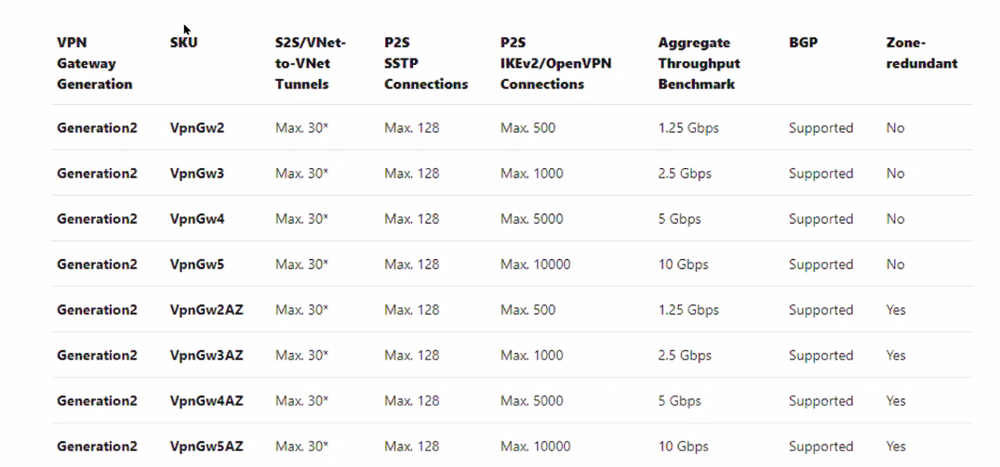 VPN Gateway Generation SKU S2S/VNet-to-VNet Tunnels P2S SSTP Connections P2S IKEv2/OpenVPN Connections Aggregate Throughput Benchmark BGP Zone-redundant
Generation2 VpnGw2 Max. 30* Max. 128 Max. 500 1.25 Gbps Supported No
Generation2 VpnGw3 Max. 30* Max. 128 Max. 1000 2.5 Gbps Supported No
Generation2 VpnGw4 Max. 30* Max. 128 Max. 5000 5 Gbps Supported No
Generation2 VpnGw5 Max. 30* Max. 128 Max. 10000 10 Gbps Supported No
Generation2 VpnGw2AZ Max. 30* Max. 128 Max. 500 1.25 Gbps Supported Yes
Generation2 VpnGw3AZ Max. 30* Max. 128 Max. 1000 2.5 Gbps Supported Yes
Generation2 VpnGw4AZ Max. 30* Max. 128 Max. 5000 5 Gbps Supported Yes
Generation2 VpnGw5AZ Max. 30* Max. 128 Max. 10000 10 Gbps Supported Yes